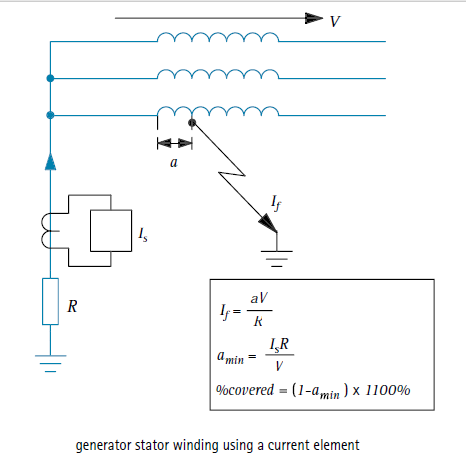 V
a
I_f
I_s
R
I_f = aV / k
a_min = I_sR / V
%covered = (1-a_min) x 1100%
generator stator winding using a current element